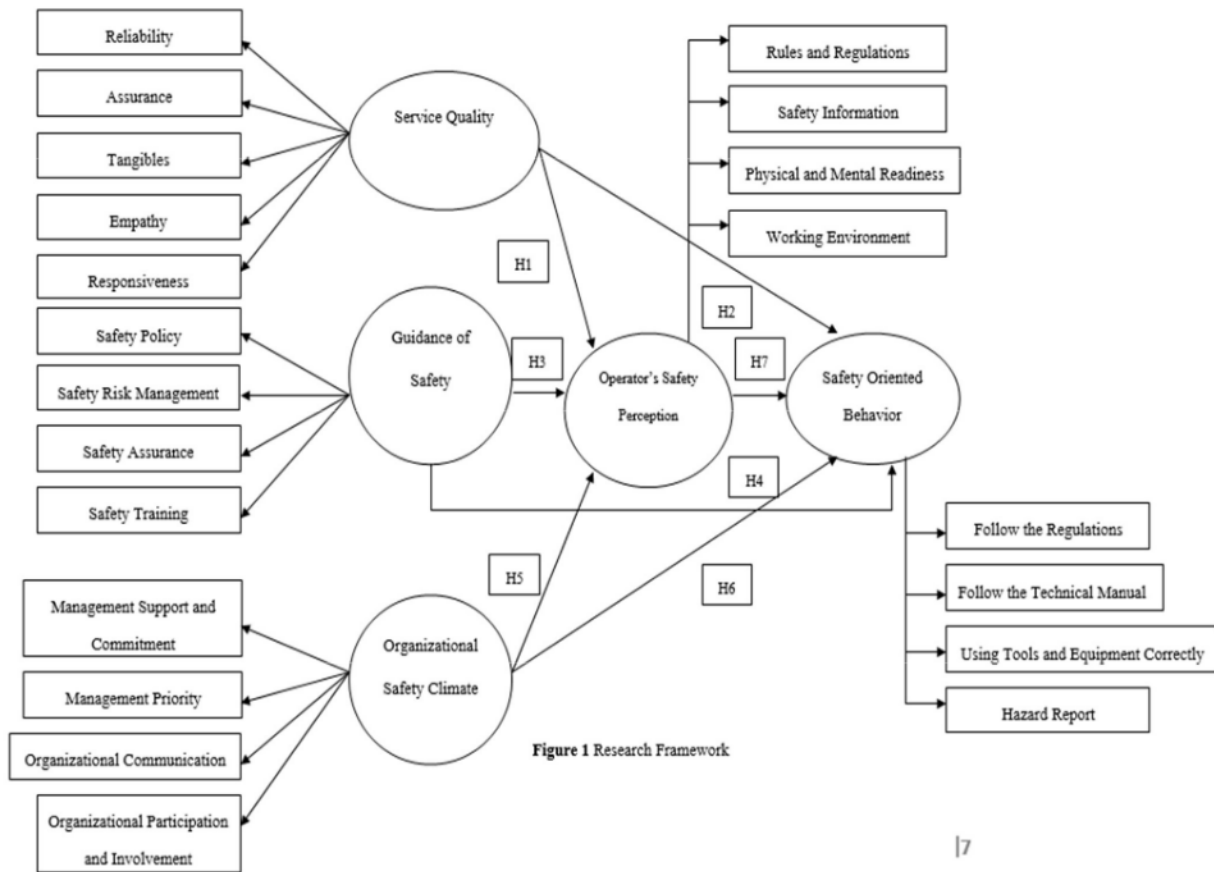 Reliability
Assurance
Tangibles
Empathy
Responsiveness
Safety Policy
Safety Risk Management
Safety Assurance
Safety Training
Management Support and
Commitment
Management Priority
Organizational Communication
Organizational Participation
and Involvement
Service Quality
Guidance of
Safety
Organizational
Safety Climate
H1
H3
H5
Operator's Safety
Perception
H2
H7
H4
H6
Rules and Regulations
Safety Information
Physical and Mental Readiness
Working Environment
Safety Oriented
Behavior
Follow the Regulations
Follow the Technical Manual
Using Tools and Equipment Correctly
Hazard Report
Figure 1 Research Framework
|7